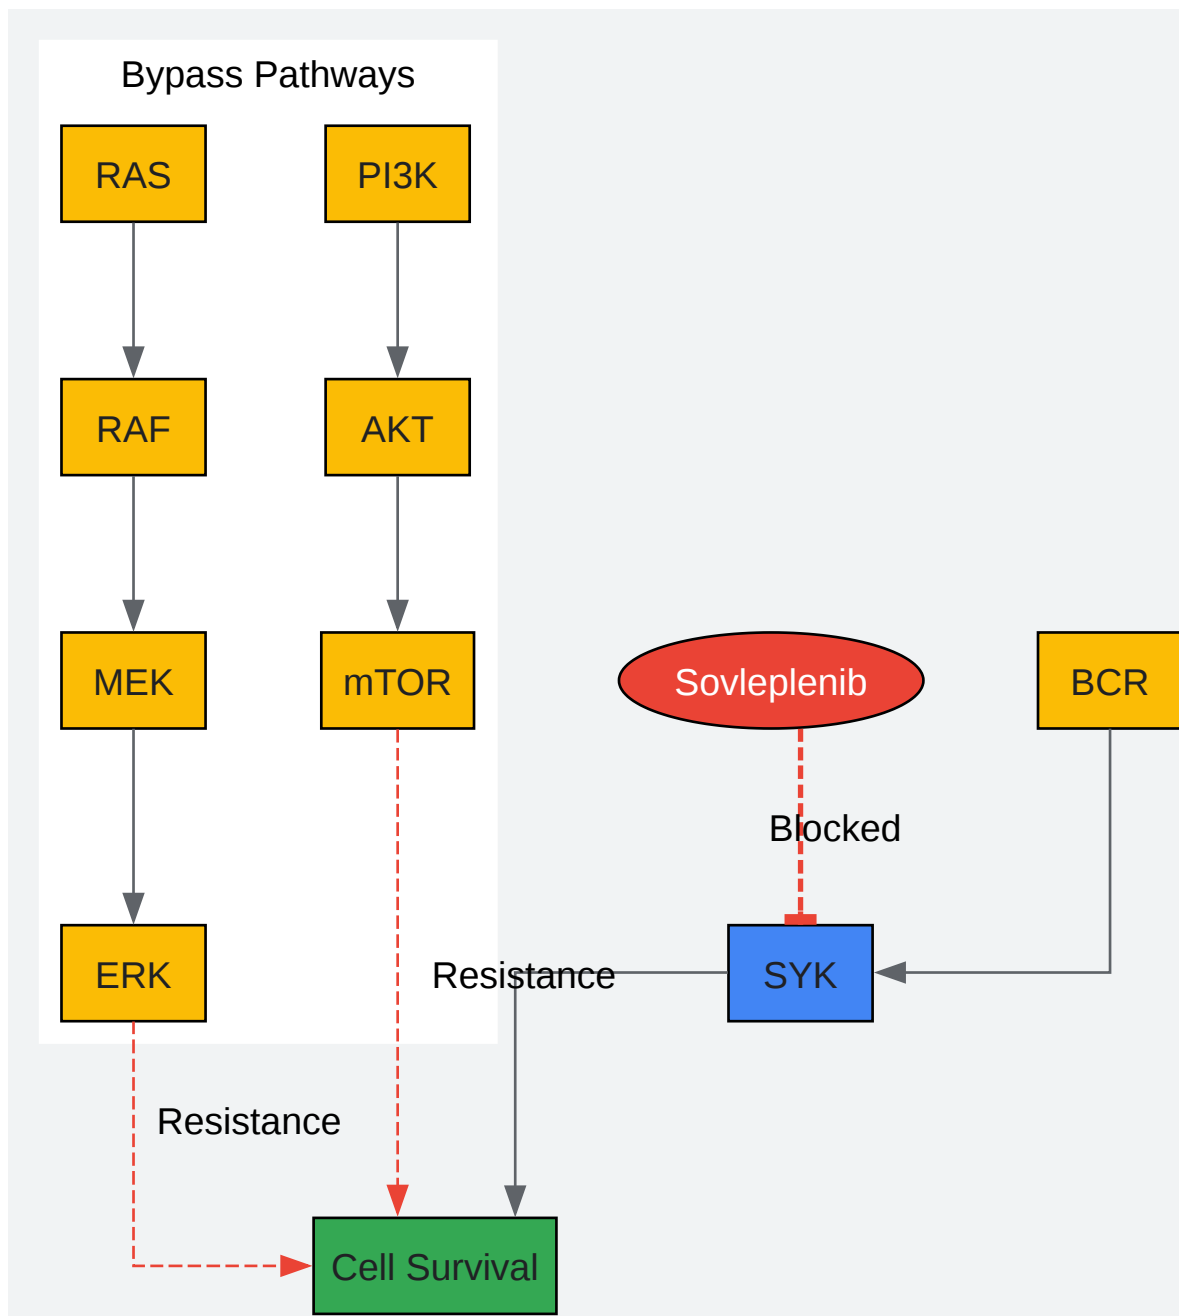 Bypass Pathways
RAS
PI3K
RAF
AKT
MEK
mTOR
Sovleplenib
BCR
Blocked
ERK
Resistance
SYK
Resistance
Cell Survival